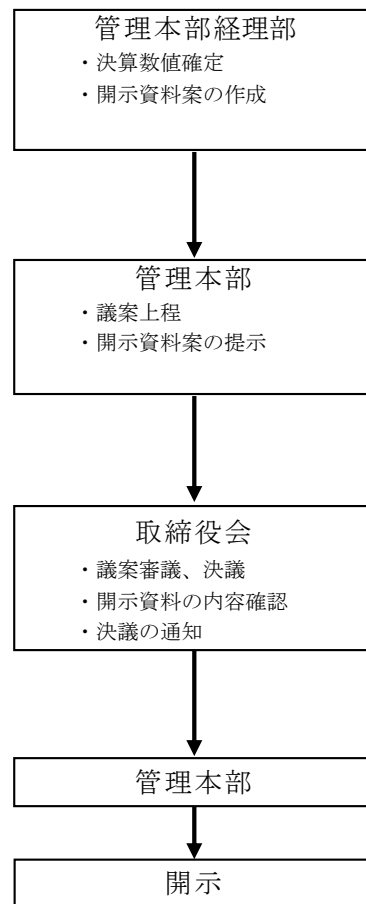 管理本部経理部
・決算数値確定
・開示資料案の作成
管理本部
・議案上程
・開示資料案の提示
取締役会
・議案審議、決議
・開示資料の内容確認
・決議の通知
管理本部
開示